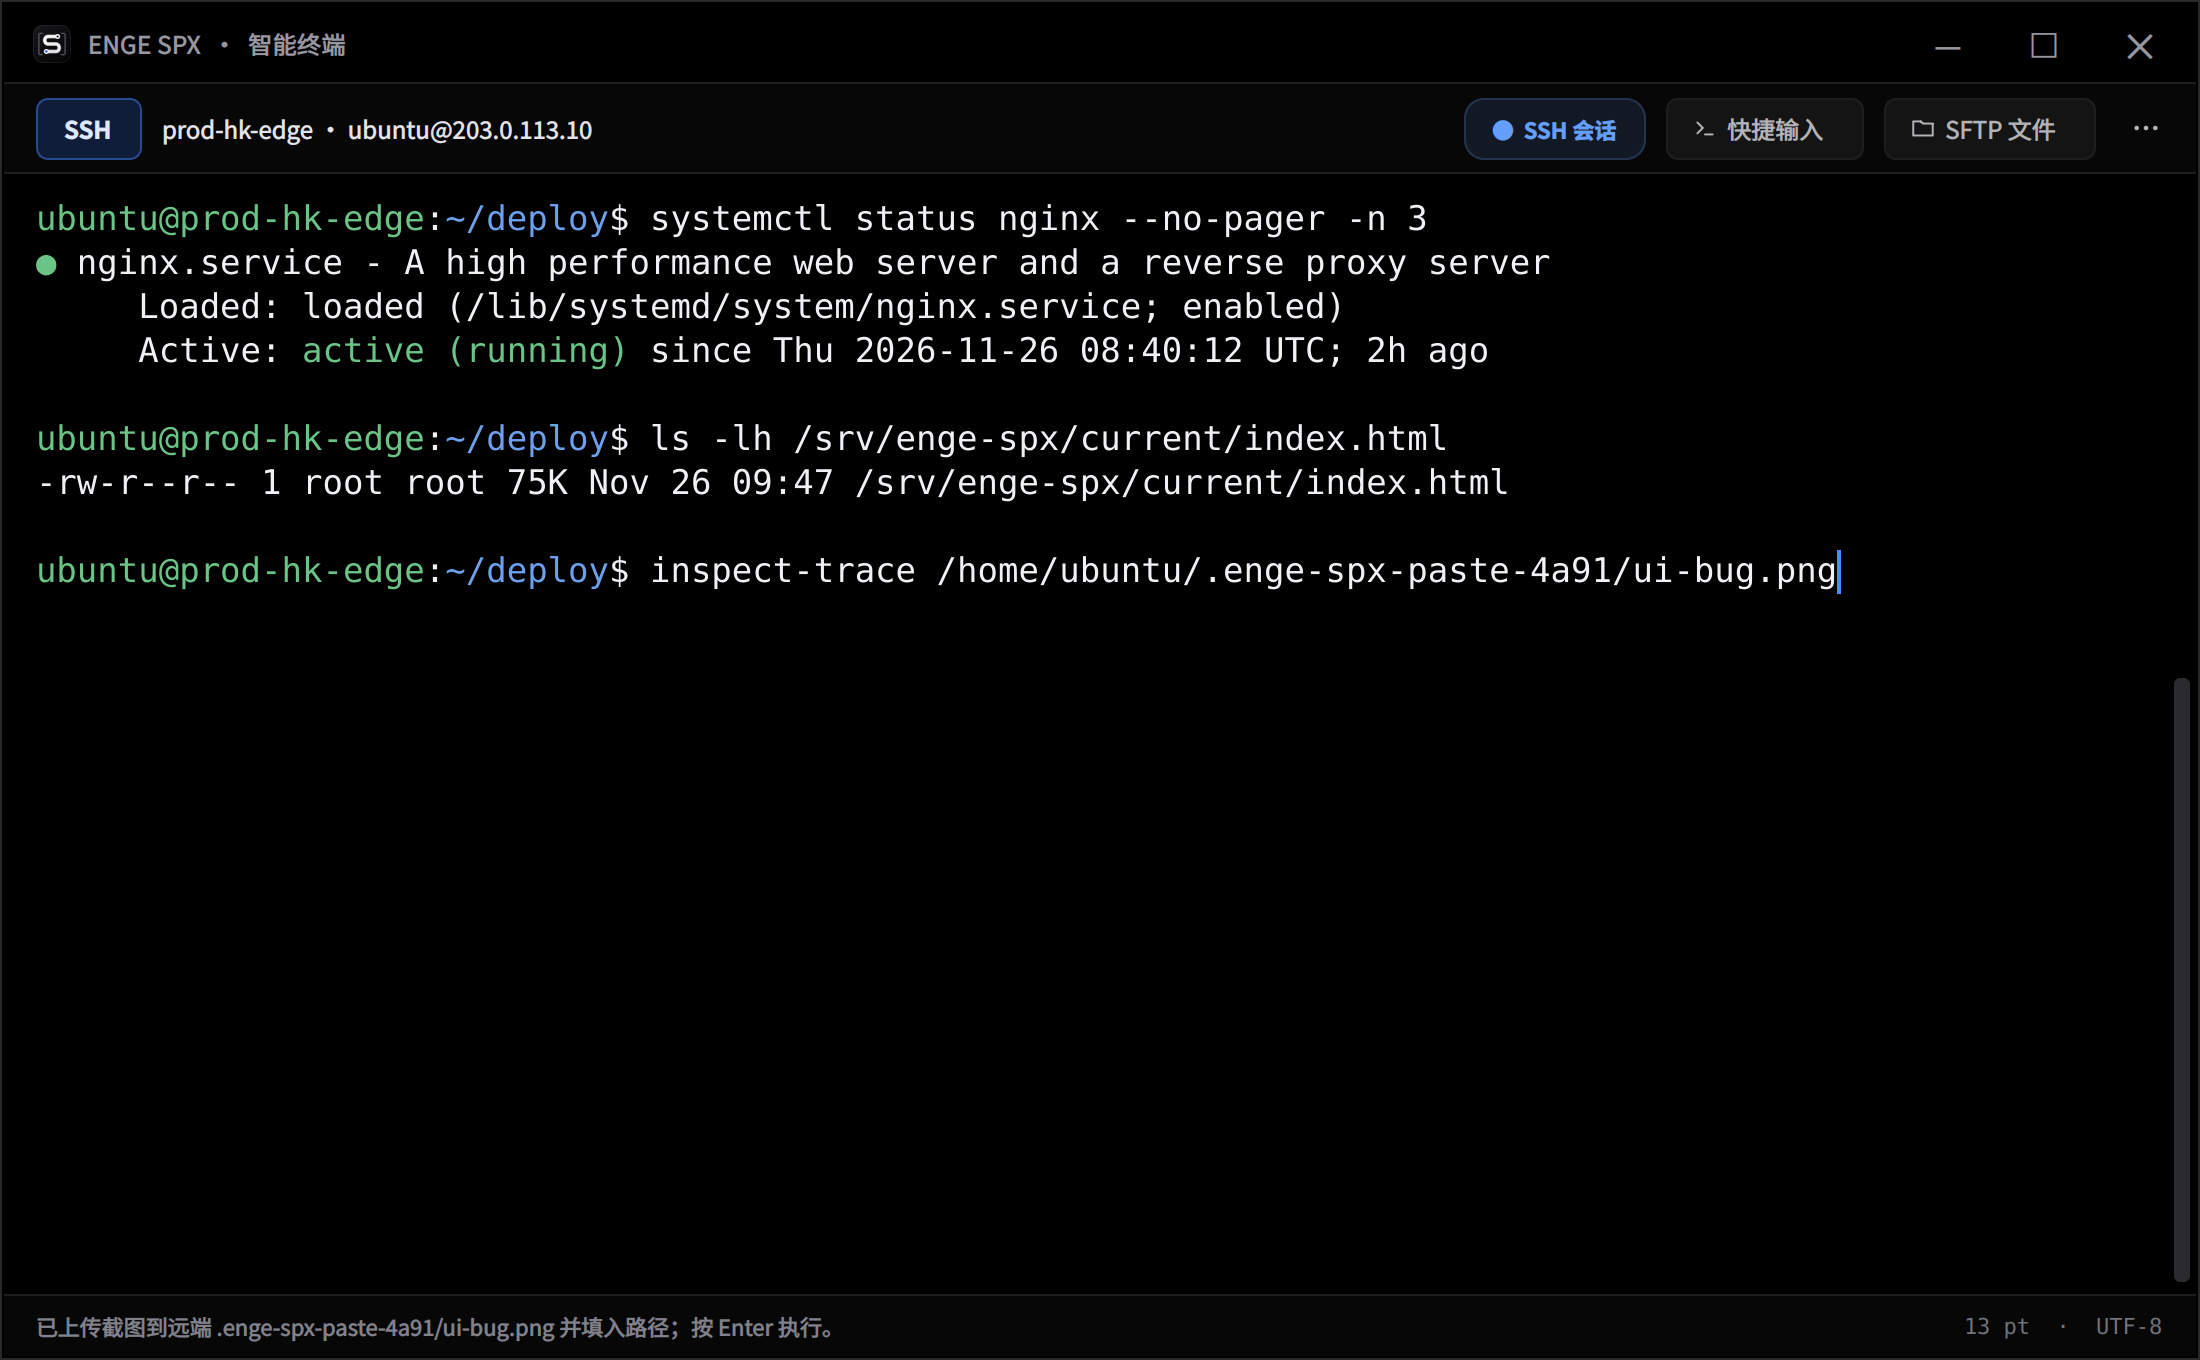 ENGE SPX · 智能终端
SSH prod-hk-edge · ubuntu@203.0.113.10 SSH 会话 快捷输入 SFTP 文件 ···
ubuntu@prod-hk-edge:~/deploy$ systemctl status nginx --no-pager -n 3
● nginx.service - A high performance web server and a reverse proxy server
Loaded: loaded (/lib/systemd/system/nginx.service; enabled)
Active: active (running) since Thu 2026-11-26 08:40:12 UTC; 2h ago
ubuntu@prod-hk-edge:~/deploy$ ls -lh /srv/enge-spx/current/index.html
-rw-r--r-- 1 root root 75K Nov 26 09:47 /srv/enge-spx/current/index.html
ubuntu@prod-hk-edge:~/deploy$ inspect-trace /home/ubuntu/.enge-spx-paste-4a91/ui-bug.png
已上传截图到远端 .enge-spx-paste-4a91/ui-bug.png 并填入路径；按 Enter 执行。 13 pt · UTF-8